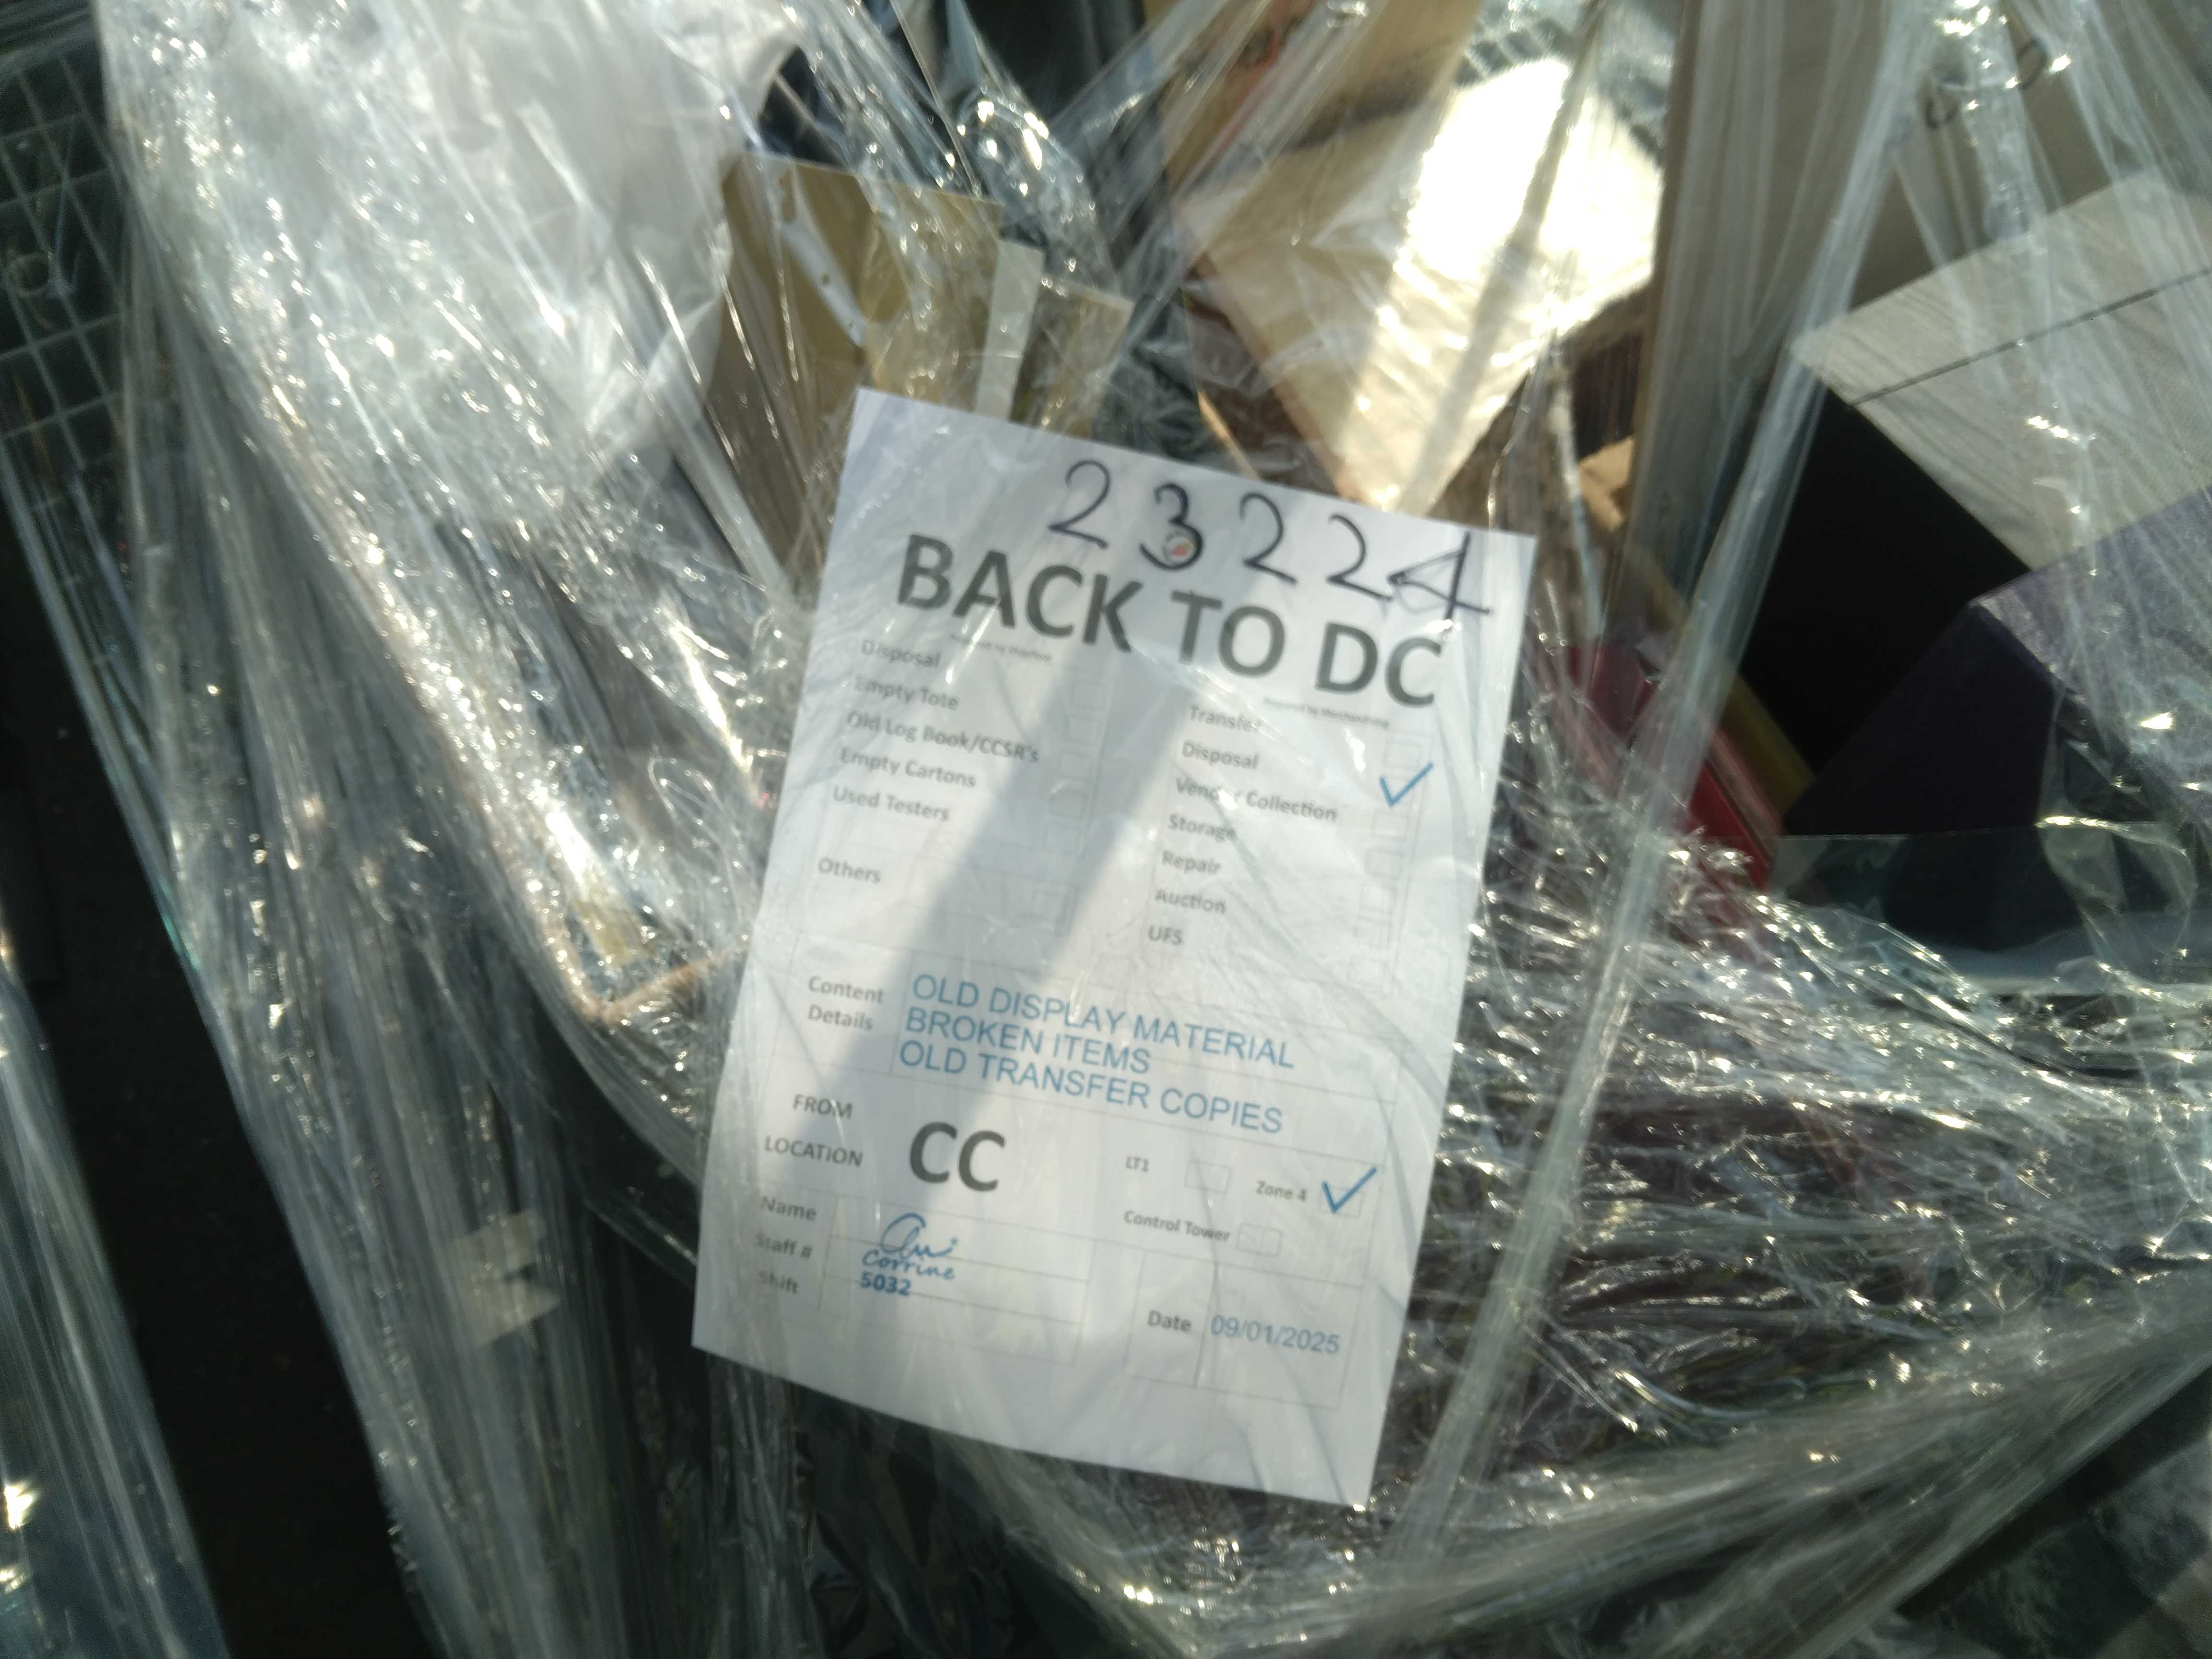 23224
BACK TO DC
Disposal
Empty Tote
Old Log Book/CCSR's
Empty Cartons
Used Testers
Others
Transfer
Disposal ✓
Collection
Storage
Repair
Auction
UFS
Content
Details
OLD DISPLAY MATERIAL
BROKEN ITEMS
OLD TRANSFER COPIES
FROM
LOCATION
CC
LT1
Zone 4 ✓
Control Tower
Name
Staff #
Shift
Corrine
5032
Date 09/01/2025